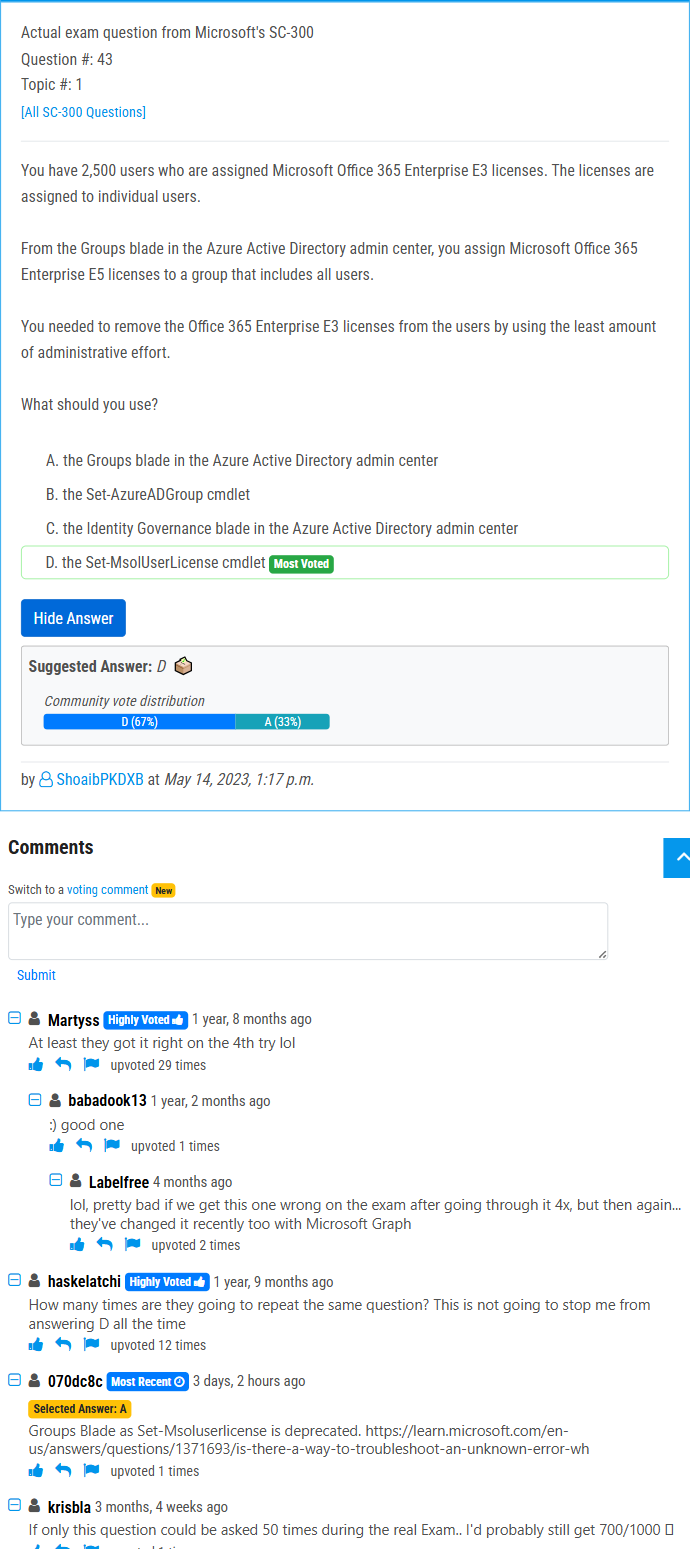 Actual exam question from Microsoft's SC-300
Question #: 43
Topic #: 1
[All SC-300 Questions]
You have 2,500 users who are assigned Microsoft Office 365 Enterprise E3 licenses. The licenses are
assigned to individual users.
From the Groups blade in the Azure Active Directory admin center, you assign Microsoft Office 365
Enterprise E5 licenses to a group that includes all users.
You needed to remove the Office 365 Enterprise E3 licenses from the users by using the least amount
of administrative effort.
What should you use?
A. the Groups blade in the Azure Active Directory admin center
B. the Set-AzureADGroup cmdlet
C. the Identity Governance blade in the Azure Active Directory admin center
D. the Set-MsolUserLicense cmdlet Most Voted
Hide Answer
Suggested Answer: D
Community vote distribution
D (67%) A (33%)
by ShoaibPKDXB at May 14, 2023, 1:17 p.m.
Comments
Switch to a voting comment New
Type your comment...
Submit
Martyss Highly Voted 1 year, 8 months ago
At least they got it right on the 4th try lol
upvoted 29 times
babadook13 1 year, 2 months ago
:) good one
upvoted 1 times
Labelfree 4 months ago
lol, pretty bad if we get this one wrong on the exam after going through it 4x, but then again...
they've changed it recently too with Microsoft Graph
upvoted 2 times
haskelatchi Highly Voted 1 year, 9 months ago
How many times are they going to repeat the same question? This is not going to stop me from
answering D all the time
upvoted 12 times
070dc8c Most Recent 3 days, 2 hours ago
Selected Answer: A
Groups Blade as Set-Msoluserlicense is deprecated. https://learn.microsoft.com/en-
us/answers/questions/1371693/is-there-a-way-to-troubleshoot-an-unknown-error-wh
upvoted 1 times
krisbla 3 months, 4 weeks ago
If only this question could be asked 50 times during the real Exam.. I'd probably still get 700/1000